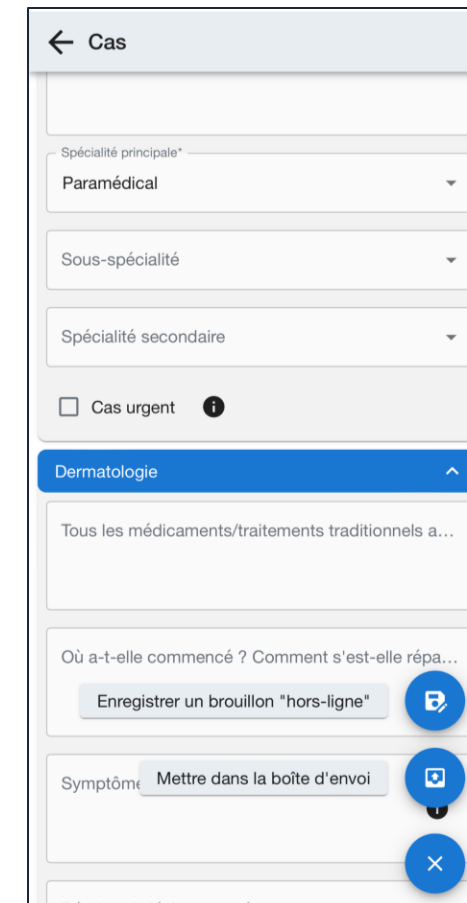 Cas
Spécialité principale*
Paramédical
Sous-spécialité
Spécialité secondaire
Cas urgent
Dermatologie
Tous les médicaments/traitements traditionnels a…
Où a-t-elle commencé ? Comment s'est-elle répa…
Enregistrer un brouillon "hors-ligne"
Symptôme
Mettre dans la boîte d'envoi